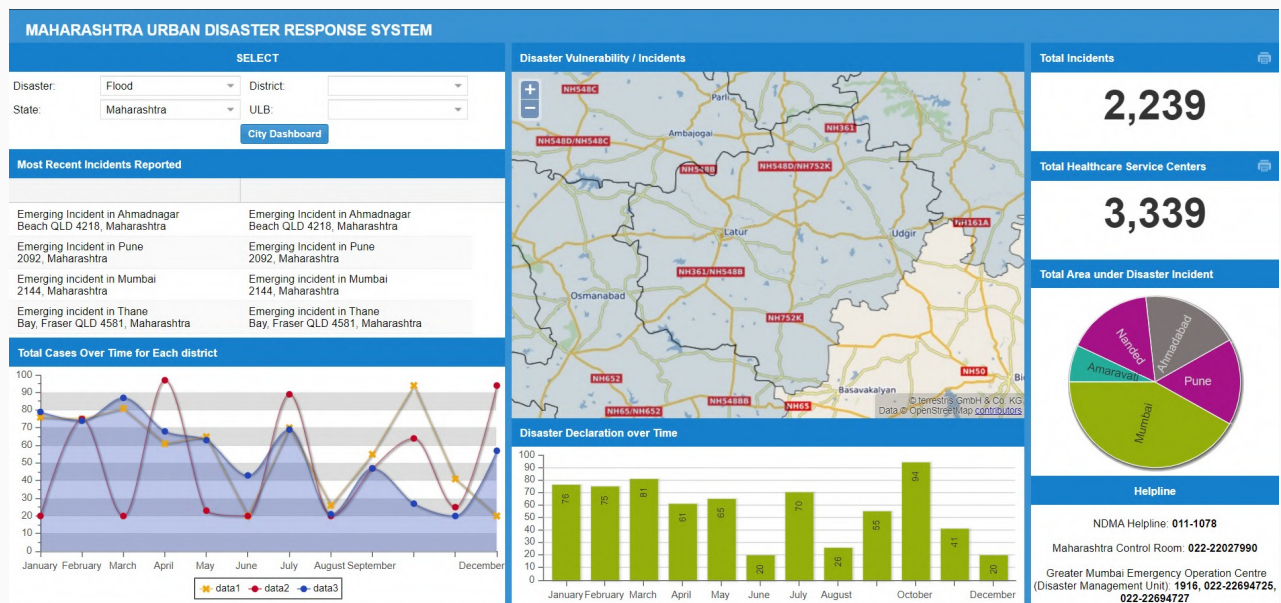 MAHARASHTRA URBAN DISASTER RESPONSE SYSTEM
SELECT
Disaster: Flood District:
State: Maharashtra ULB:
City Dashboard
Most Recent Incidents Reported
Emerging Incident in Ahmadnagar
Beach QLD 4218, Maharashtra
Emerging Incident in Ahmadnagar
Beach QLD 4218, Maharashtra
Emerging Incident in Pune
2092, Maharashtra
Emerging Incident in Pune
2092, Maharashtra
Emerging incident in Mumbai
2144, Maharashtra
Emerging incident in Mumbai
2144, Maharashtra
Emerging incident in Thane
Bay, Fraser QLD 4581, Maharashtra
Emerging incident in Thane
Bay, Fraser QLD 4581, Maharashtra
Total Cases Over Time for Each district
100
90
80
70
60
50
40
30
20
10
0
January February March April May June July August September December
data1 data2 data3
Disaster Vulnerability / Incidents
+
−
NH548C
Parli
Ambajogai
NH361
NH548D/NH548C
NH548B
NH548D/NH752K
NH161A
Latur
Udgir
NH361/NH548B
Osmanabad
NH752K
NH50
NH652
Basavakalyan
Bi
NH548BB
NH65
NH65/NH652
© terrestris GmbH & Co. KG
Data © OpenStreetMap contributors
Disaster Declaration over Time
100
90
80
70
60
50
40
30
20
10
0
76 75 81 61 65 20 70 26 55 94 41 20
January February March April May June July August October December
Total Incidents
2,239
Total Healthcare Service Centers
3,339
Total Area under Disaster Incident
Nanded
Ahmadabad
Amaravati
Pune
Mumbai
Helpline
NDMA Helpline: 011-1078
Maharashtra Control Room: 022-22027990
Greater Mumbai Emergency Operation Centre
(Disaster Management Unit): 1916, 022-22694725,
022-22694727